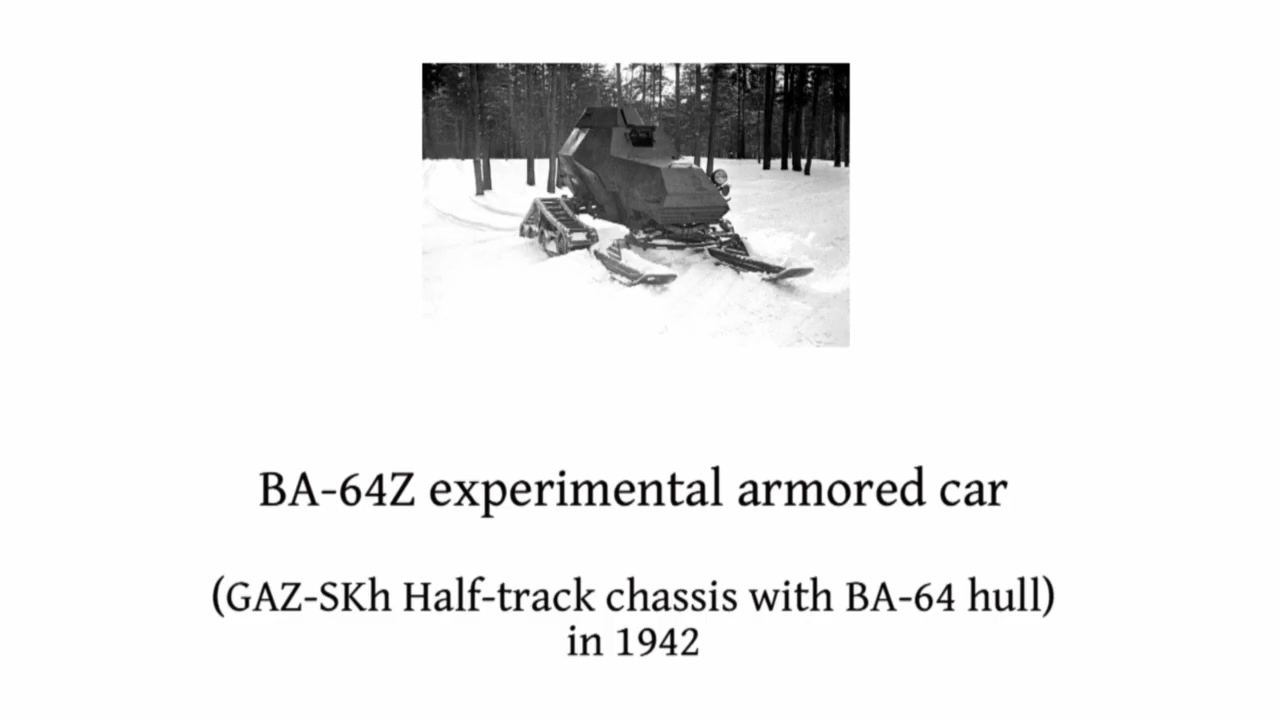 BA-64Z experimental armored car
(GAZ-SKh Half-track chassis with BA-64 hull)
in 1942